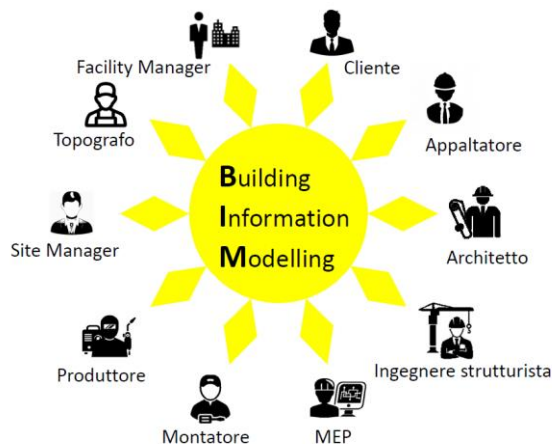 Facility Manager
Cliente
Topografo
Appaltatore
Building
Information
Modelling
Site Manager
Architetto
Produttore
Ingegnere strutturista
Montatore
MEP